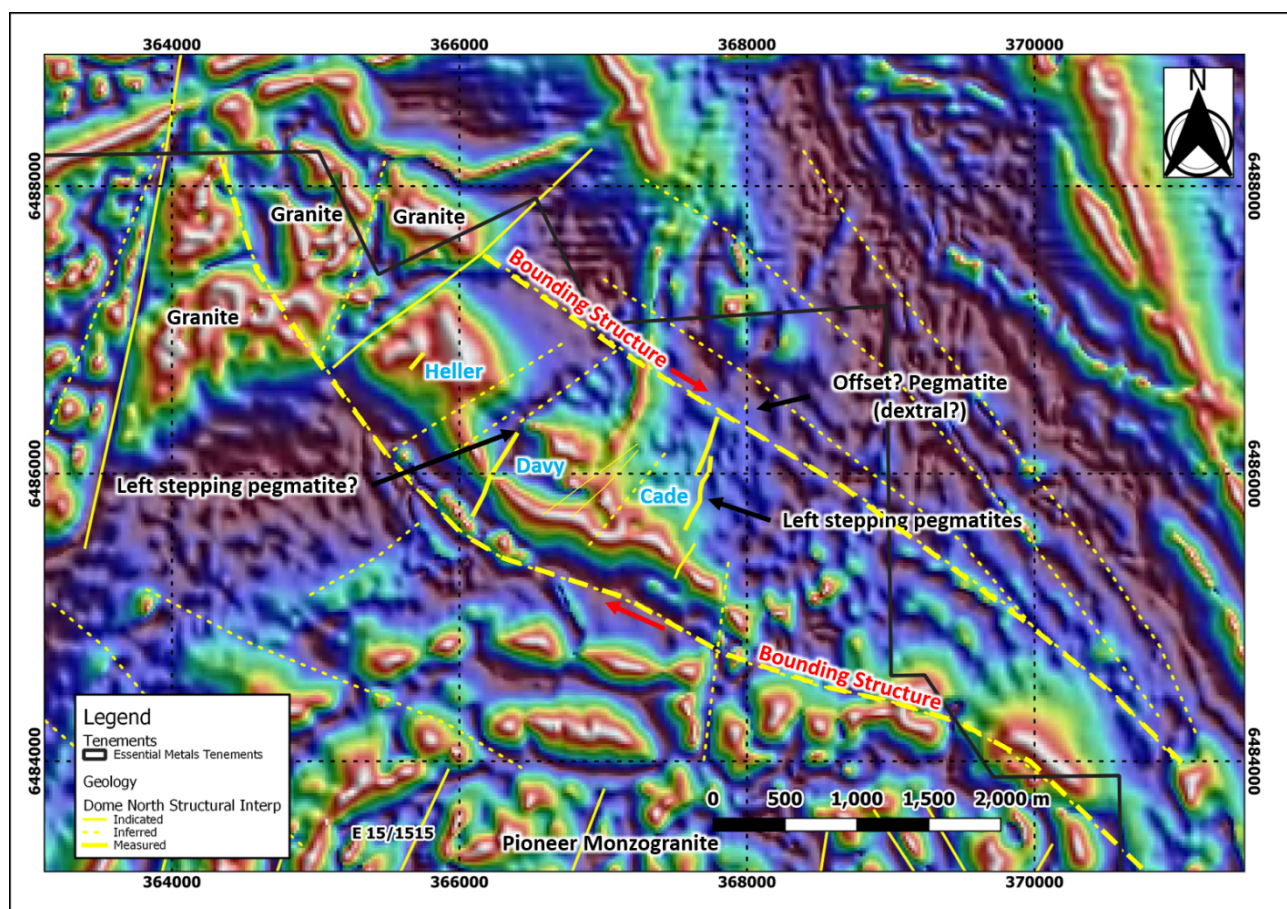 364000 366000 368000 370000
N
6488000 6488000
Granite Granite
Bounding Structure
Granite
Heller
Offset? Pegmatite
(dextral?)
6486000 6486000
Davy
Left stepping pegmatite?
Cade
Left stepping pegmatites
Bounding Structure
Legend
Tenements
Essential Metals Tenements
Geology
Dome North Structural Interp
Indicated
Inferred
Measured
6484000 6484000
0 500 1,000 1,500 2,000 m
E 15/1515
Pioneer Monzogranite
364000 366000 368000 370000